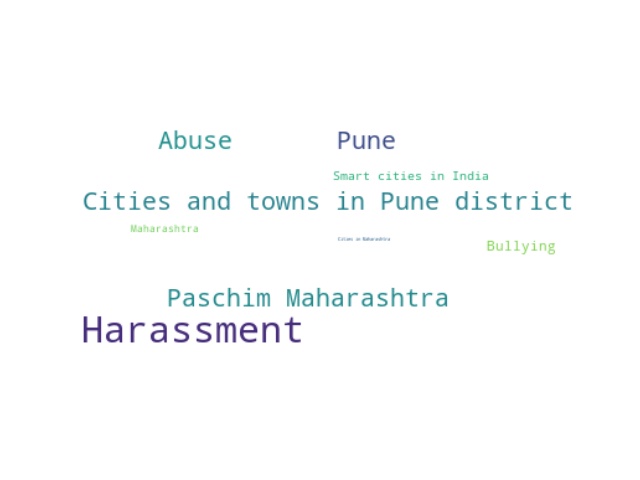 Abuse
Pune
Smart cities in India
Cities and towns in Pune district
Maharashtra
Cities in Maharashtra
Bullying
Paschim Maharashtra
Harassment